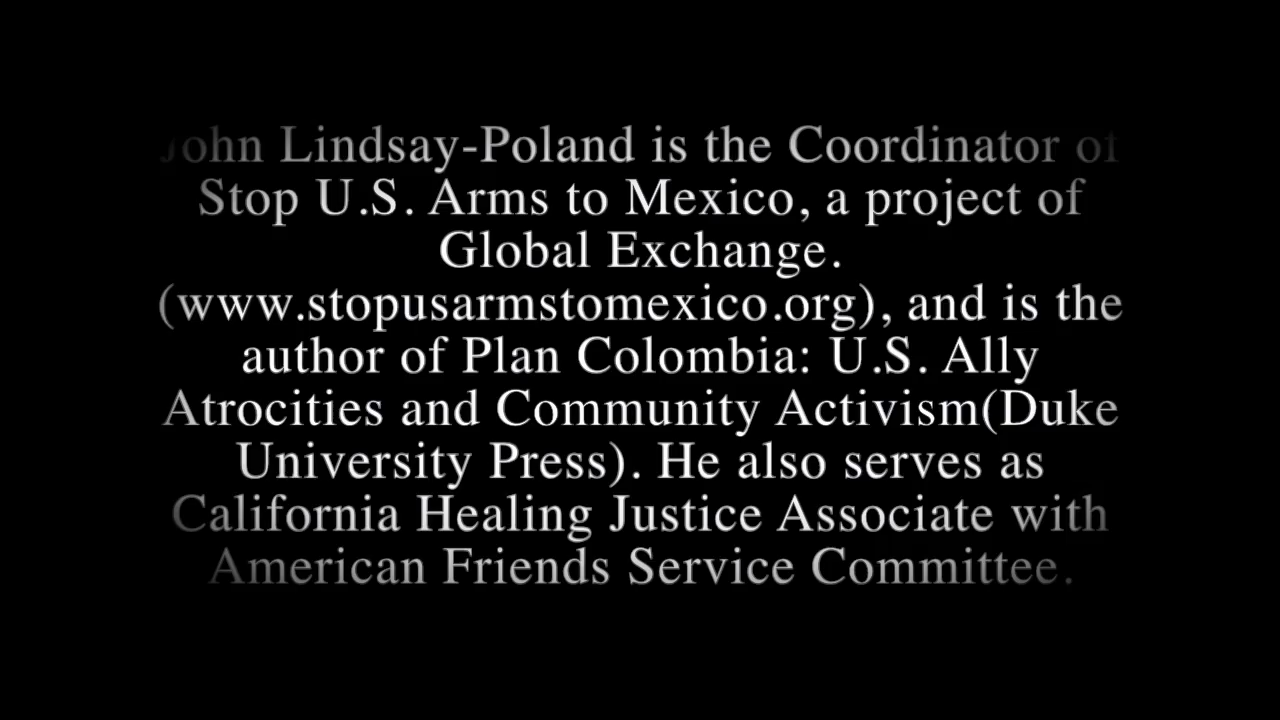 John Lindsay-Poland is the Coordinator of
Stop U.S. Arms to Mexico, a project of
Global Exchange.
(www.stopusarmstomexico.org), and is the
author of Plan Colombia: U.S. Ally
Atrocities and Community Activism(Duke
University Press). He also serves as
California Healing Justice Associate with
American Friends Service Committee.